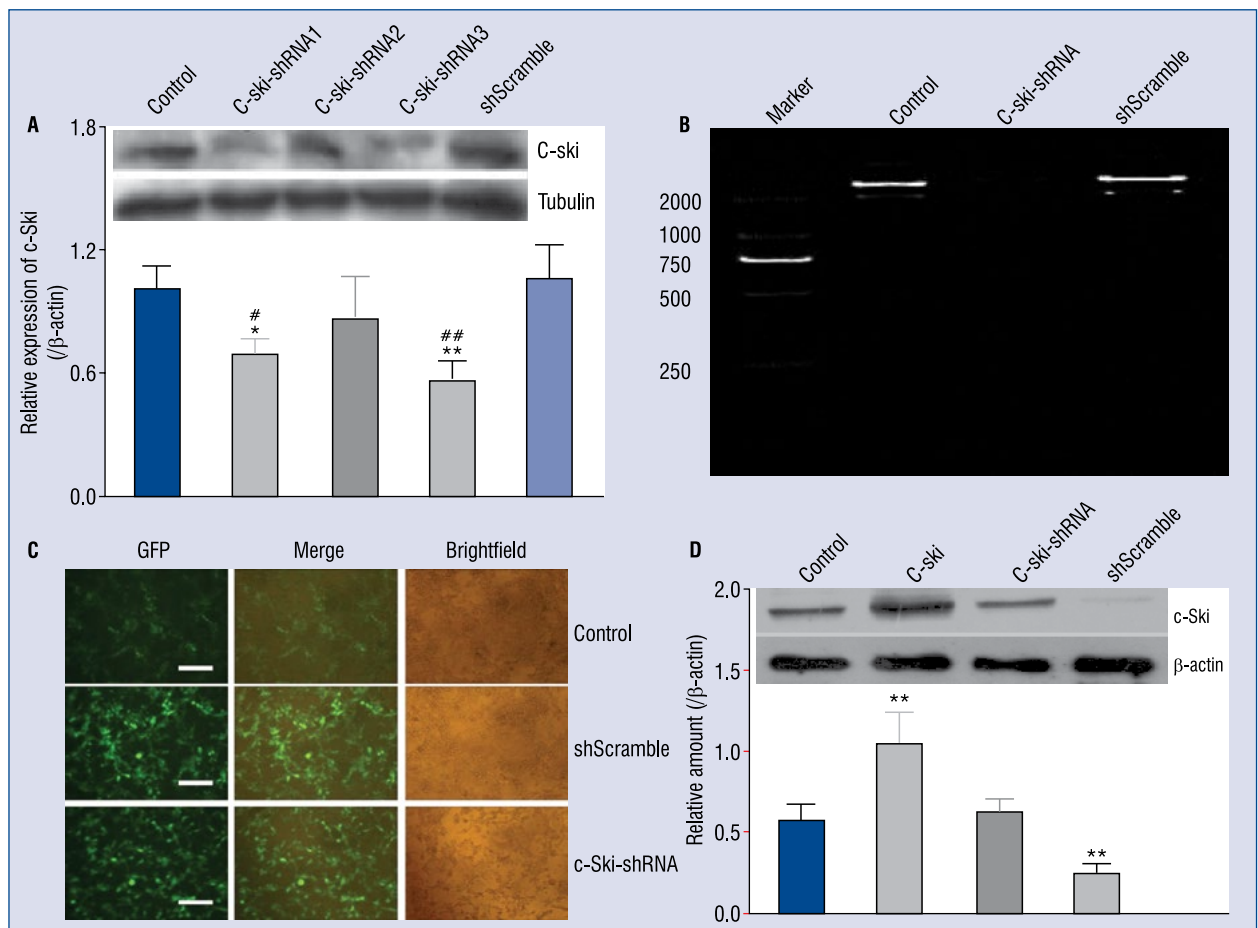 A
Control
C-ski-shRNA1
C-ski-shRNA2
C-ski-shRNA3
shScramble
C-ski
Tubulin
Relative expression of c-Ski
(/β-actin)
1.8
1.2
0.6
0.0
#
*
##
**
B
Marker
Control
C-ski-shRNA
shScramble
2000
1000
750
500
250
C
GFP
Merge
Brightfield
Control
shScramble
c-Ski-shRNA
D
Control
C-ski
C-ski-shRNA
shScramble
c-Ski
β-actin
Relative amount (/β-actin)
2.0
1.5
1.0
0.5
0.0
**
**